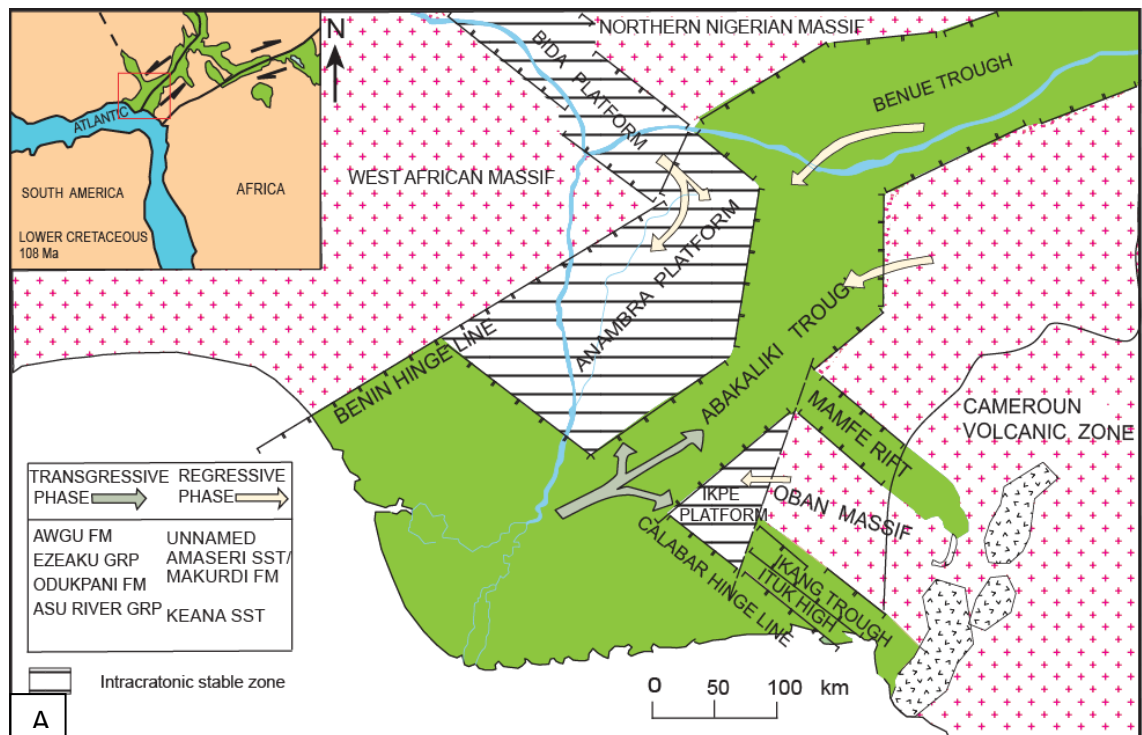 N
ATLANTIC
SOUTH AMERICA
AFRICA
LOWER CRETACEOUS
108 Ma
NORTHERN NIGERIAN MASSIF
BIDA PLATFORM
BENUE TROUGH
WEST AFRICAN MASSIF
ANAMBRA PLATFORM
BENIN HINGE LINE
ABAKALIKI TROUG
MAMFE RIFT
CAMEROUN
VOLCANIC ZONE
IKPE
PLATFORM
OBAN MASSIF
CALABAR HINGE LINE
IKANG TROUGH
ITUK HIGH
TRANSGRESSIVE
PHASE
REGRESSIVE
PHASE
AWGU FM
EZEAKU GRP
ODUKPANI FM
ASU RIVER GRP
UNNAMED
AMASERI SST/
MAKURDI FM
KEANA SST
Intracratonic stable zone
0 50 100 km
A